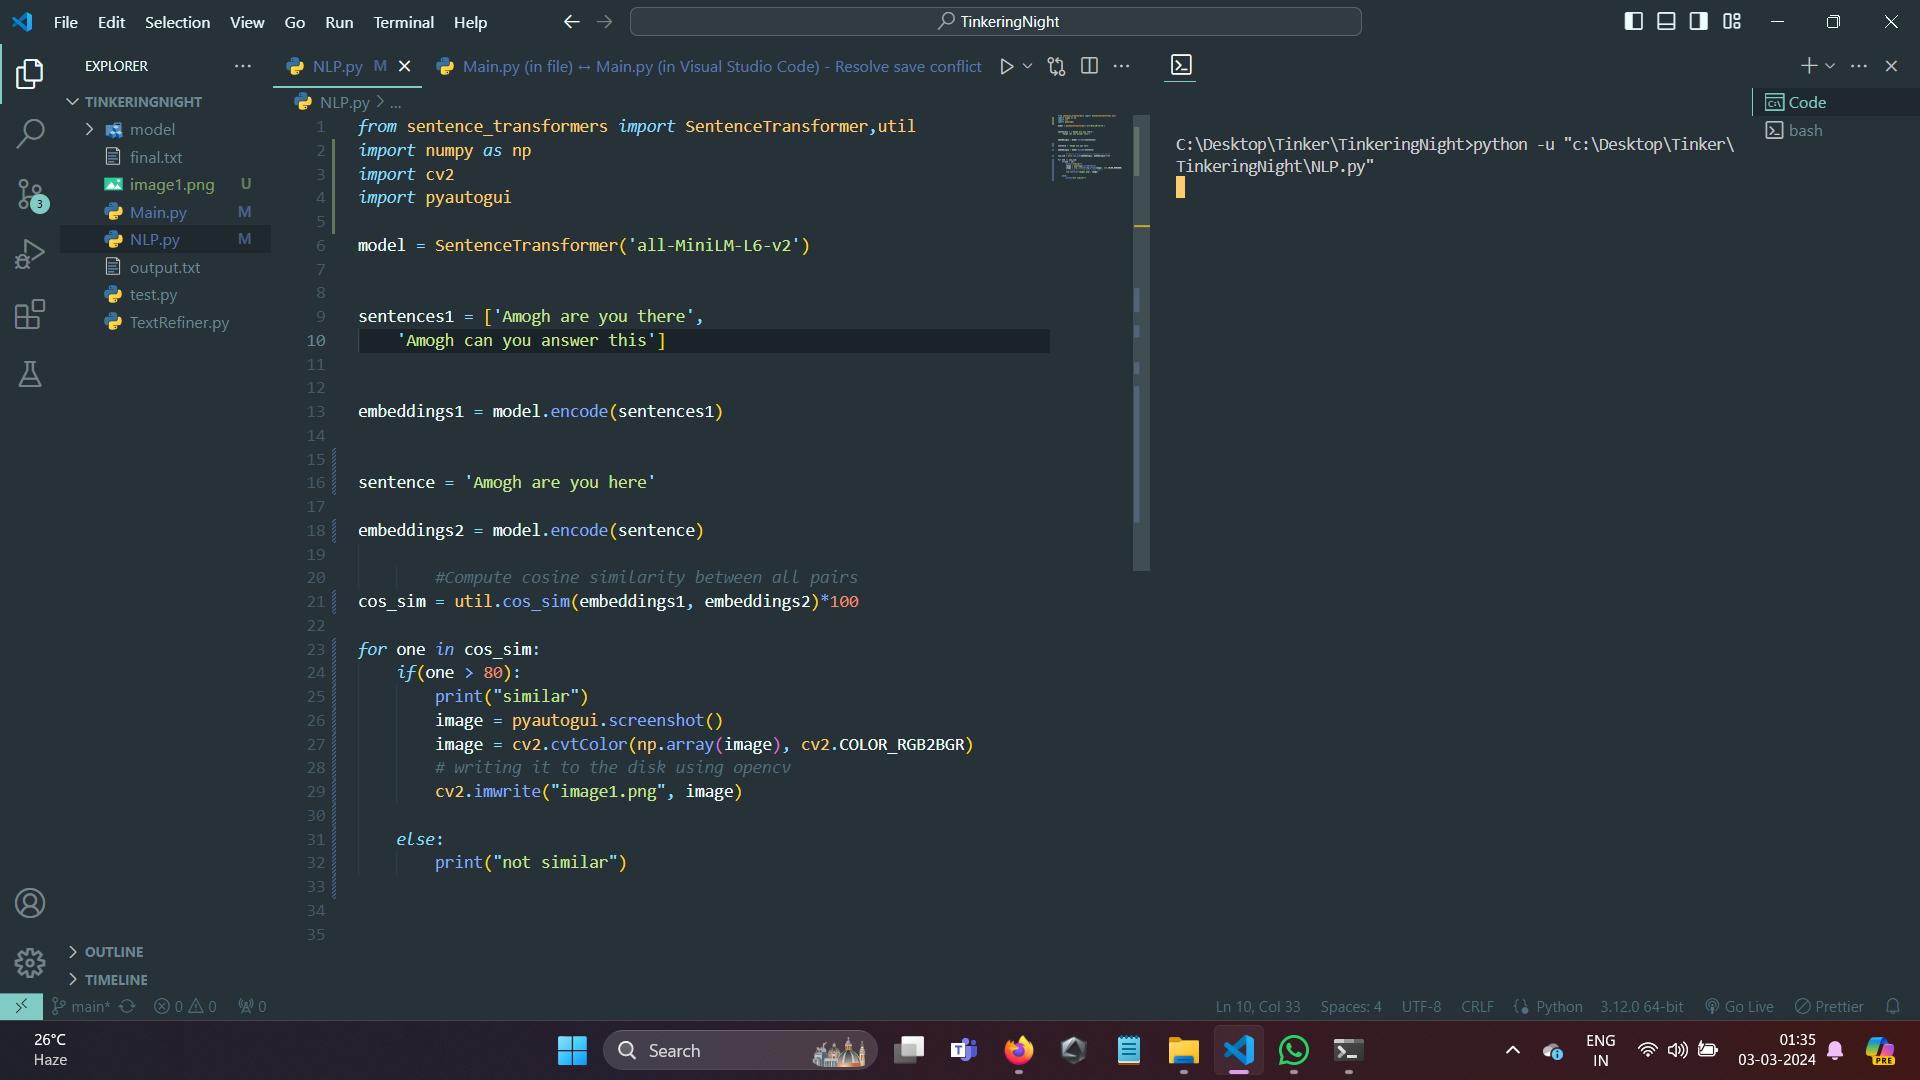 File Edit Selection View Go Run Terminal Help
TinkeringNight
EXPLORER
TINKERINGNIGHT
model
final.txt
image1.png U
Main.py M
NLP.py M
output.txt
test.py
TextRefiner.py
OUTLINE
TIMELINE
3
NLP.py M
Main.py (in file) ↔ Main.py (in Visual Studio Code) - Resolve save conflict
NLP.py > ...
1 from sentence_transformers import SentenceTransformer,util
2 import numpy as np
3 import cv2
4 import pyautogui
5
6 model = SentenceTransformer('all-MiniLM-L6-v2')
7
8
9 sentences1 = ['Amogh are you there',
10 'Amogh can you answer this']
11
12
13 embeddings1 = model.encode(sentences1)
14
15
16 sentence = 'Amogh are you here'
17
18 embeddings2 = model.encode(sentence)
19
20 #Compute cosine similarity between all pairs
21 cos_sim = util.cos_sim(embeddings1, embeddings2)*100
22
23 for one in cos_sim:
24 if(one > 80):
25 print("similar")
26 image = pyautogui.screenshot()
27 image = cv2.cvtColor(np.array(image), cv2.COLOR_RGB2BGR)
28 # writing it to the disk using opencv
29 cv2.imwrite("image1.png", image)
30
31 else:
32 print("not similar")
33
34
35
C:\Desktop\Tinker\TinkeringNight>python -u "c:\Desktop\Tinker\
TinkeringNight\NLP.py"
Code
bash
main* 0 0 0
Ln 10, Col 33 Spaces: 4 UTF-8 CRLF Python 3.12.0 64-bit Go Live Prettier
26°C
Haze
Search
ENG
IN
01:35
03-03-2024
PRE